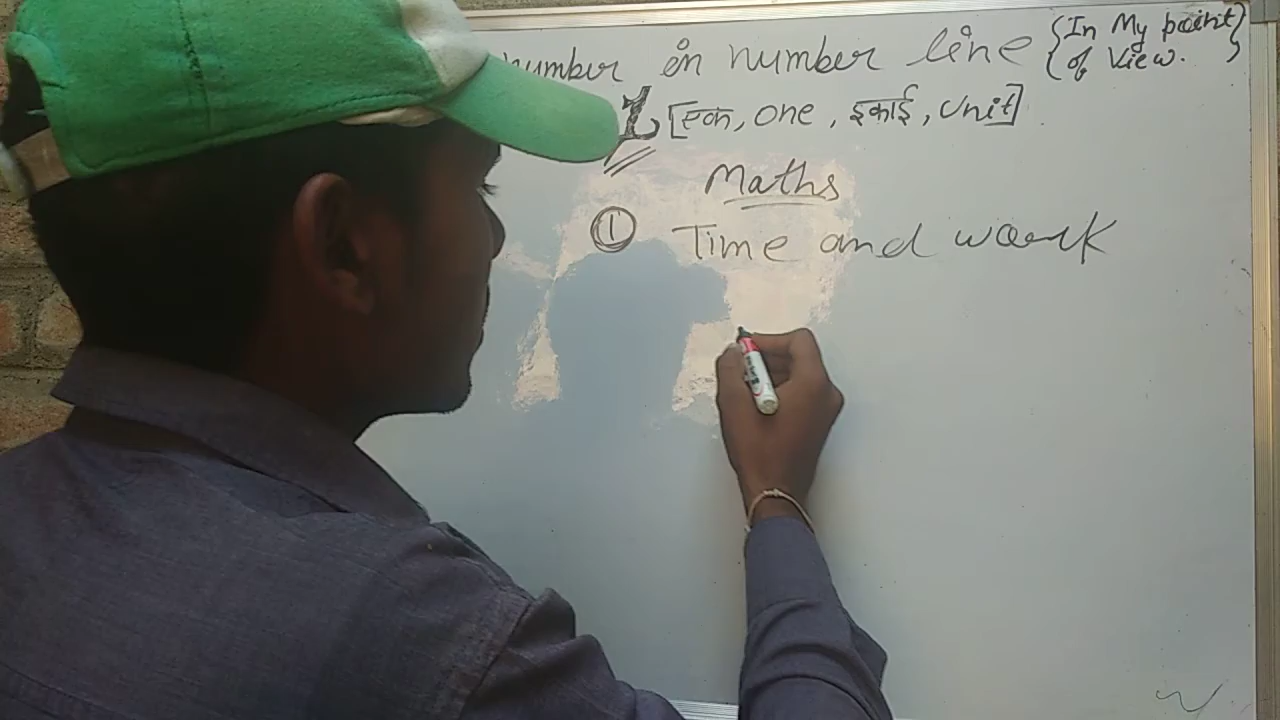 number in number line {In My point of View.}
1 [एक, one, इकाई, Unit]
Maths
① Time and work